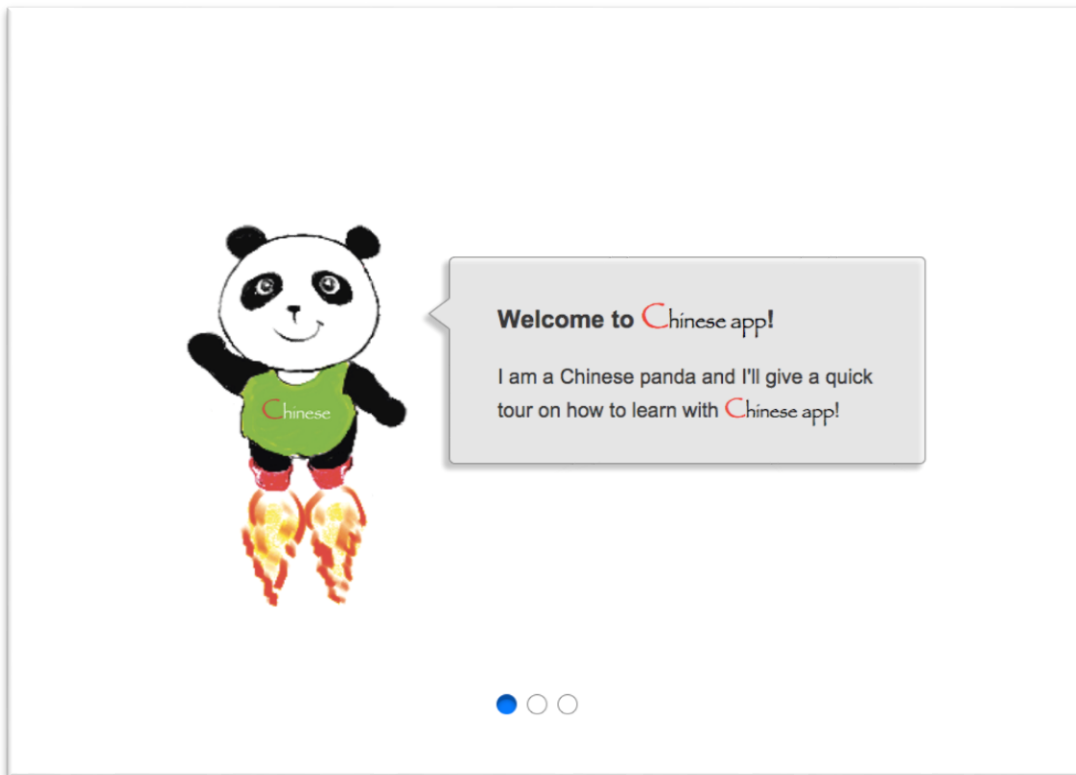 Welcome to Chinese app!
I am a Chinese panda and I'll give a quick
tour on how to learn with Chinese app!
Chinese